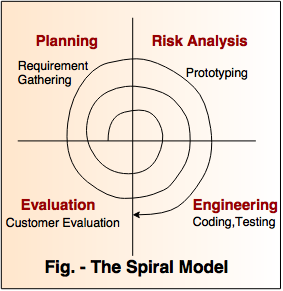 Planning
Risk Analysis
Requirement
Gathering
Prototyping
Evaluation
Engineering
Customer Evaluation
Coding,Testing
Fig. - The Spiral Model